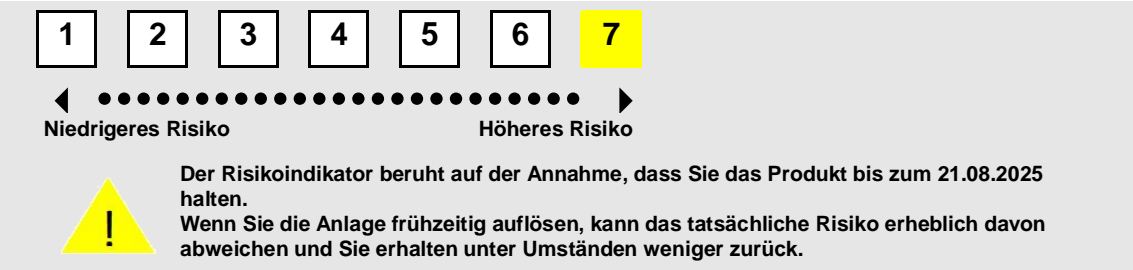 1 2 3 4 5 6 7
Niedrigeres Risiko Höheres Risiko
Der Risikoindikator beruht auf der Annahme, dass Sie das Produkt bis zum 21.08.2025
halten.
Wenn Sie die Anlage frühzeitig auflösen, kann das tatsächliche Risiko erheblich davon
abweichen und Sie erhalten unter Umständen weniger zurück.
!